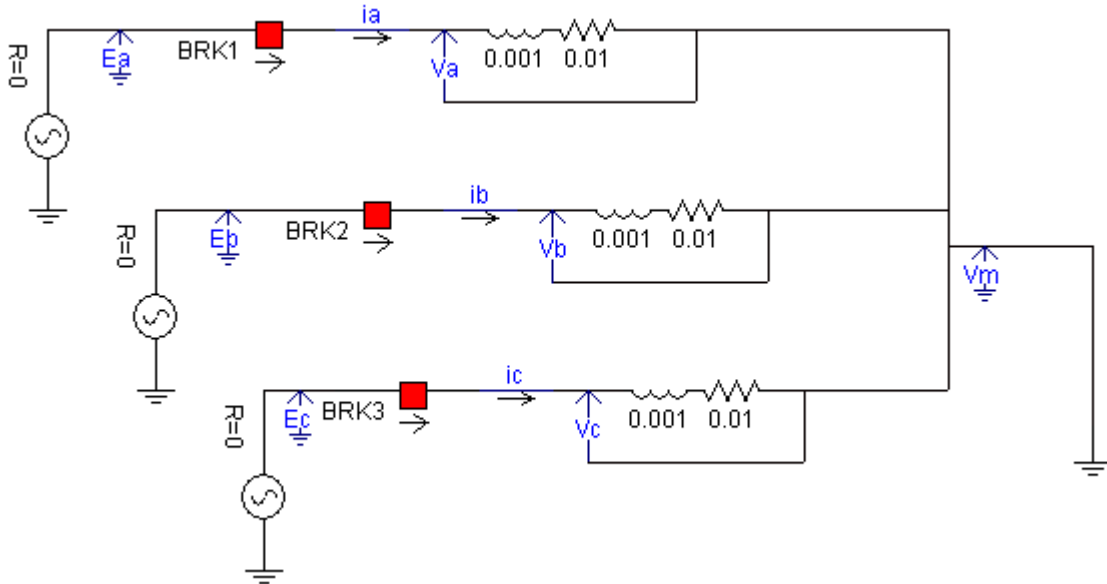 R=0
Ea
BRK1
ia
Va
0.001
0.01
R=0
Eb
BRK2
ib
Vb
0.001
0.01
Vm
R=0
Ec
BRK3
ic
Vc
0.001
0.01